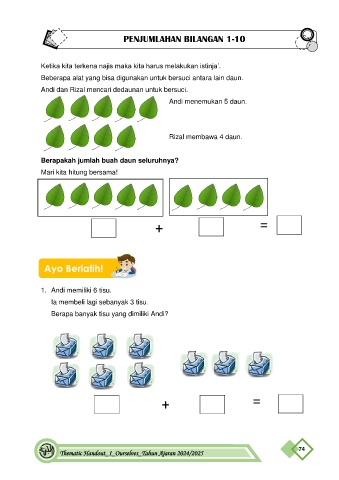 PENJUMLAHAN BILANGAN 1-10
Ketika kita terkena najis maka kita harus melakukan istinja'.
Beberapa alat yang bisa digunakan untuk bersuci antara lain daun.
Andi dan Rizal mencari dedaunan untuk bersuci.
Andi menemukan 5 daun.
Rizal membawa 4 daun.
Berapakah jumlah buah daun seluruhnya?
Mari kita hitung bersama!
+ =
Ayo Berlatih!
1. Andi memiliki 6 tisu.
Ia membeli lagi sebanyak 3 tisu.
Berapa banyak tisu yang dimiliki Andi?
+ =
Thematic Handout_1_Ourselves_Tahun Ajaran 2024/2025
74